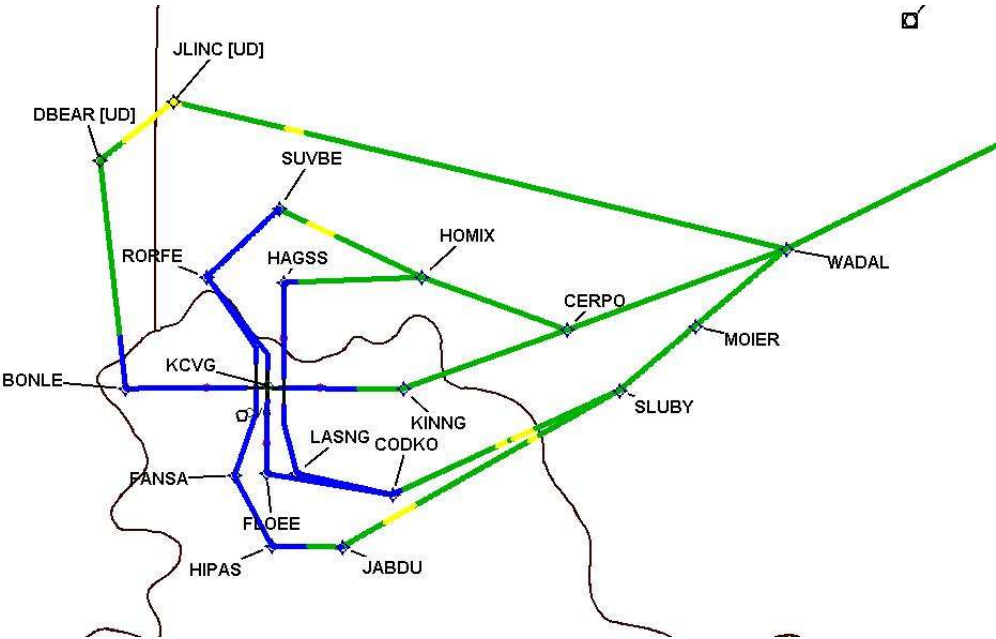 JLINC [UD]
DBEAR [UD]
SUVBE
HOMIX
RORFE
HAGSS
WADAL
CERPO
MOIER
KCVG
BONLE
KINNG
SLUBY
LASNG
CODKO
FANSA
FLOEE
HIPAS
JABDU